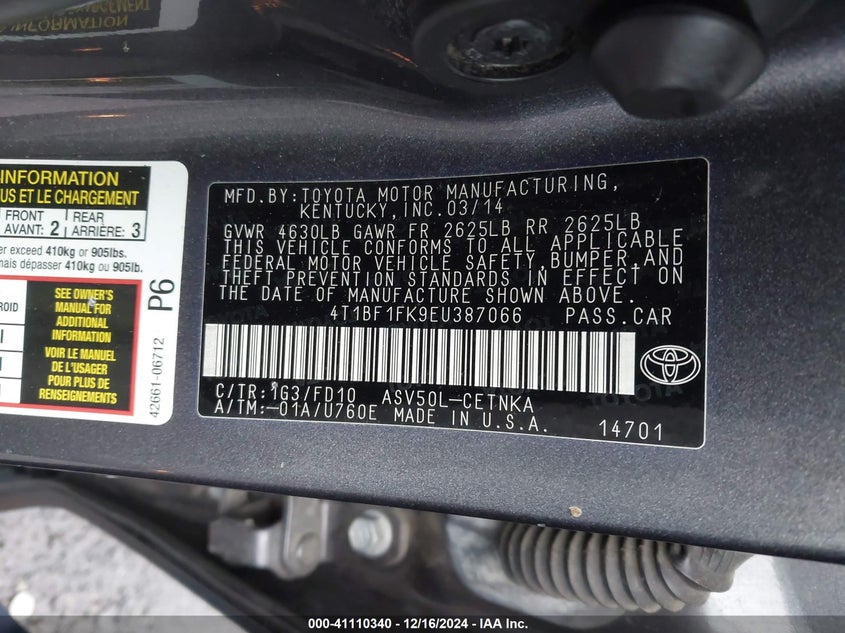 INFORMATION
INFORMATION
US ET LE CHARGEMENT
FRONT
AVANT: 2
REAR
ARRIÈRE: 3
er exceed 410kg or 905lbs.
mais dépasser 410kg ou 905lb.
SEE OWNER'S
MANUAL FOR
ADDITIONAL
INFORMATION
VOIR LE MANUEL
DE L'USAGER
POUR PLUS DE
RENSEIGNEMENTS
P6
42661-06712
MFD.BY:TOYOTA MOTOR MANUFACTURING,
KENTUCKY,INC.03/14
GVWR 4630LB GAWR FR 2625LB RR 2625LB
THIS VEHICLE CONFORMS TO ALL APPLICABLE
FEDERAL MOTOR VEHICLE SAFETY,BUMPER,AND
THEFT PREVENTION STANDARDS IN EFFECT ON
THE DATE OF MANUFACTURE SHOWN ABOVE.
4T1BF1FK9EU387066 PASS.CAR
C/TR:1G3/FD10 ASV50L-CETNKA
A/TM:-01A/U760E MADE IN U.S.A.
14701
000-41110340 - 12/16/2024 - IAA Inc.